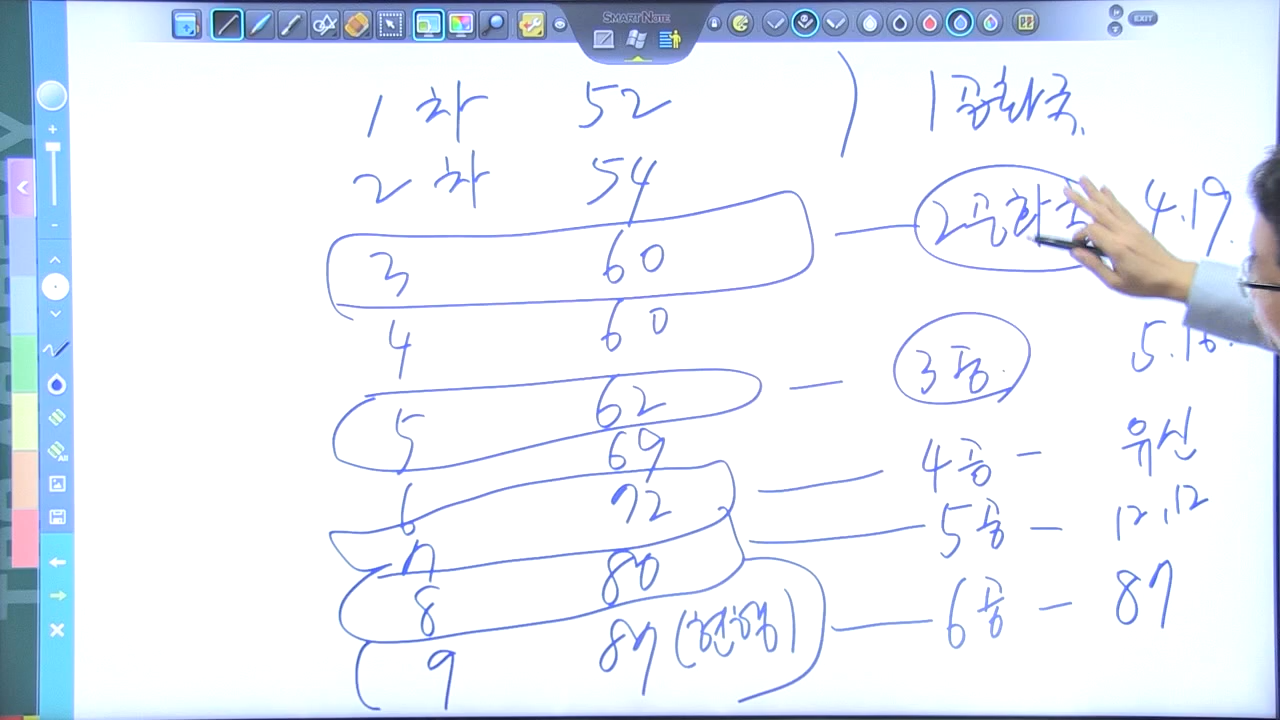 SMART NOTE
EXIT
1차 52 ) 1공화국.
2차 54
3 60 — 2공화국 4.19.
4 60
5 62 — 3공. 5.16.
6 69
7 72 — 4공 — 유신
8 80 — 5공 — 12.12
9 87 (현행) — 6공 — 87